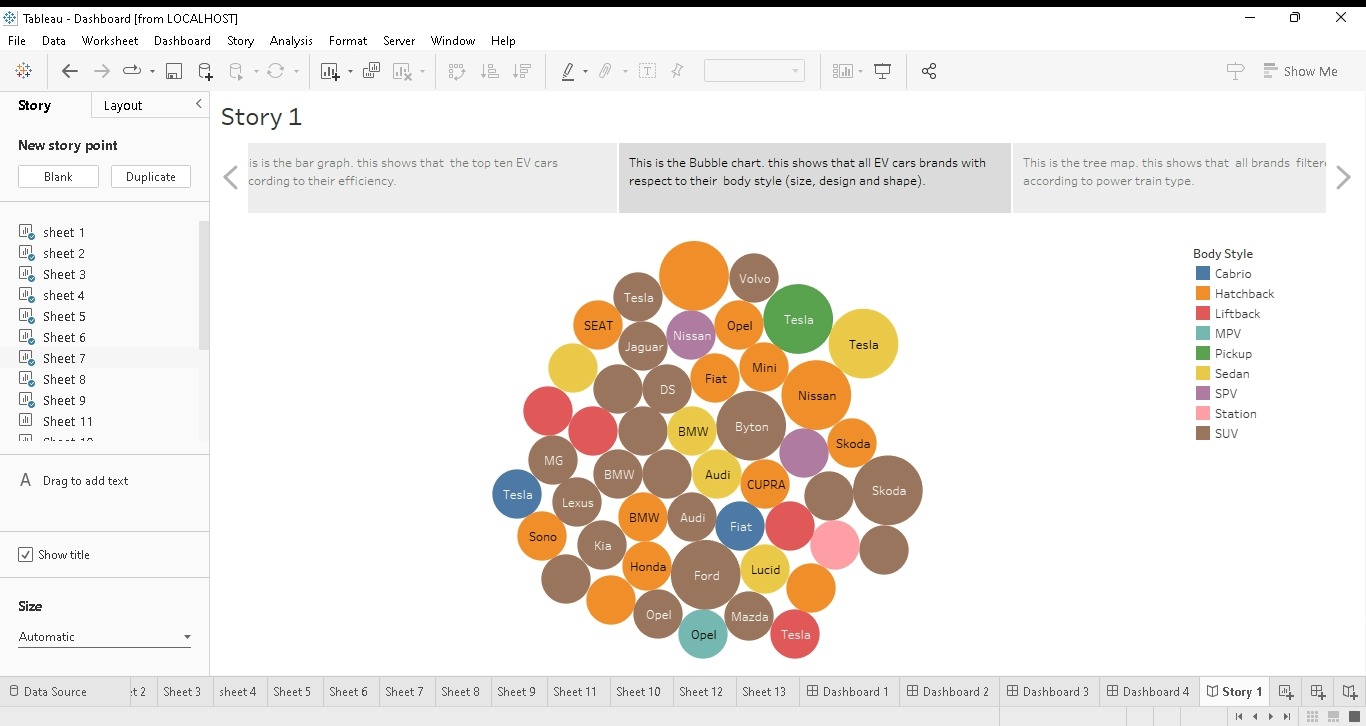 Tableau - Dashboard [from LOCALHOST]
File Data Worksheet Dashboard Story Analysis Format Server Window Help
Show Me
Story Layout
New story point
Blank Duplicate
sheet 1
sheet 2
Sheet 3
sheet 4
Sheet 5
Sheet 6
Sheet 7
Sheet 8
Sheet 9
Sheet 11
A Drag to add text
Show title
Size
Automatic
Story 1
is is the bar graph. this shows that the top ten EV cars
cording to their efficiency.
This is the Bubble chart. this shows that all EV cars brands with
respect to their body style (size, design and shape).
This is the tree map. this shows that all brands filter
according to power train type.
Volvo
Tesla
Tesla
SEAT
Opel
Nissan
Tesla
Jaguar
Mini
Fiat
DS
Nissan
Byton
BMW
Skoda
MG
BMW
Audi
CUPRA
Skoda
Tesla
Lexus
BMW
Audi
Fiat
Sono
Kia
Honda
Ford
Lucid
Opel
Mazda
Opel
Tesla
Body Style
Cabrio
Hatchback
Liftback
MPV
Pickup
Sedan
SPV
Station
SUV
Data Source t 2 Sheet 3 sheet 4 Sheet 5 Sheet 6 Sheet 7 Sheet 8 Sheet 9 Sheet 11 Sheet 10 Sheet 12 Sheet 13 Dashboard 1 Dashboard 2 Dashboard 3 Dashboard 4 Story 1